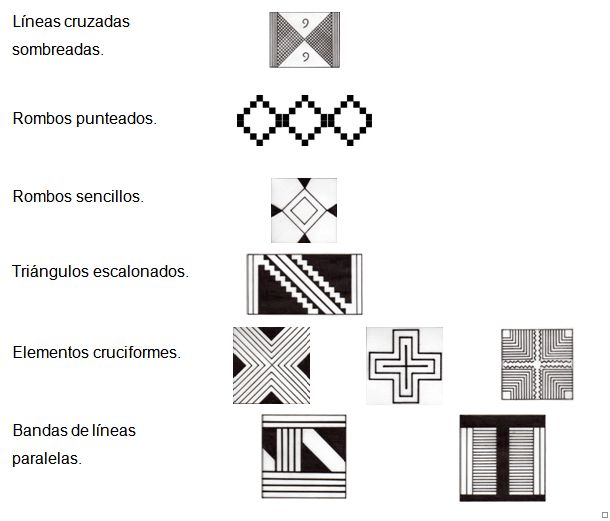 Líneas cruzadas
sombreadas.
Rombos punteados.
Rombos sencillos.
Triángulos escalonados.
Elementos cruciformes.
Bandas de líneas
paralelas.